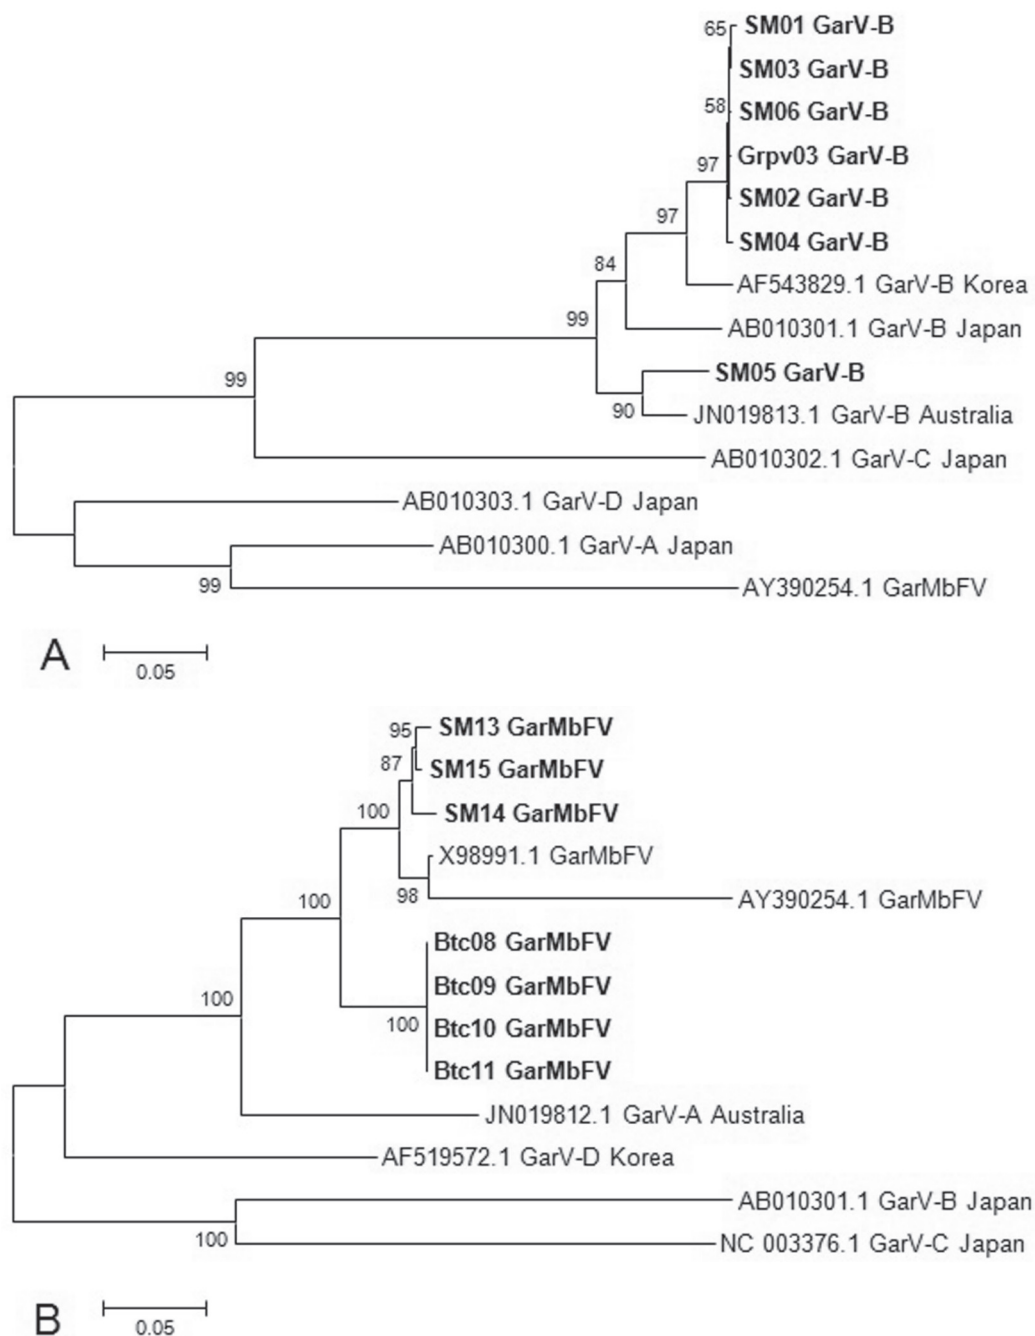 65
SM01 GarV-B
SM03 GarV-B
58
SM06 GarV-B
Grpv03 GarV-B
97
SM02 GarV-B
97
SM04 GarV-B
84
AF543829.1 GarV-B Korea
99
AB010301.1 GarV-B Japan
99
SM05 GarV-B
90
JN019813.1 GarV-B Australia
AB010302.1 GarV-C Japan
AB010303.1 GarV-D Japan
AB010300.1 GarV-A Japan
99
AY390254.1 GarMbFV
A
0.05
95
SM13 GarMbFV
87
SM15 GarMbFV
100
SM14 GarMbFV
X98991.1 GarMbFV
98
AY390254.1 GarMbFV
100
Btc08 GarMbFV
Btc09 GarMbFV
100
100
Btc10 GarMbFV
Btc11 GarMbFV
JN019812.1 GarV-A Australia
AF519572.1 GarV-D Korea
AB010301.1 GarV-B Japan
100
NC 003376.1 GarV-C Japan
B
0.05